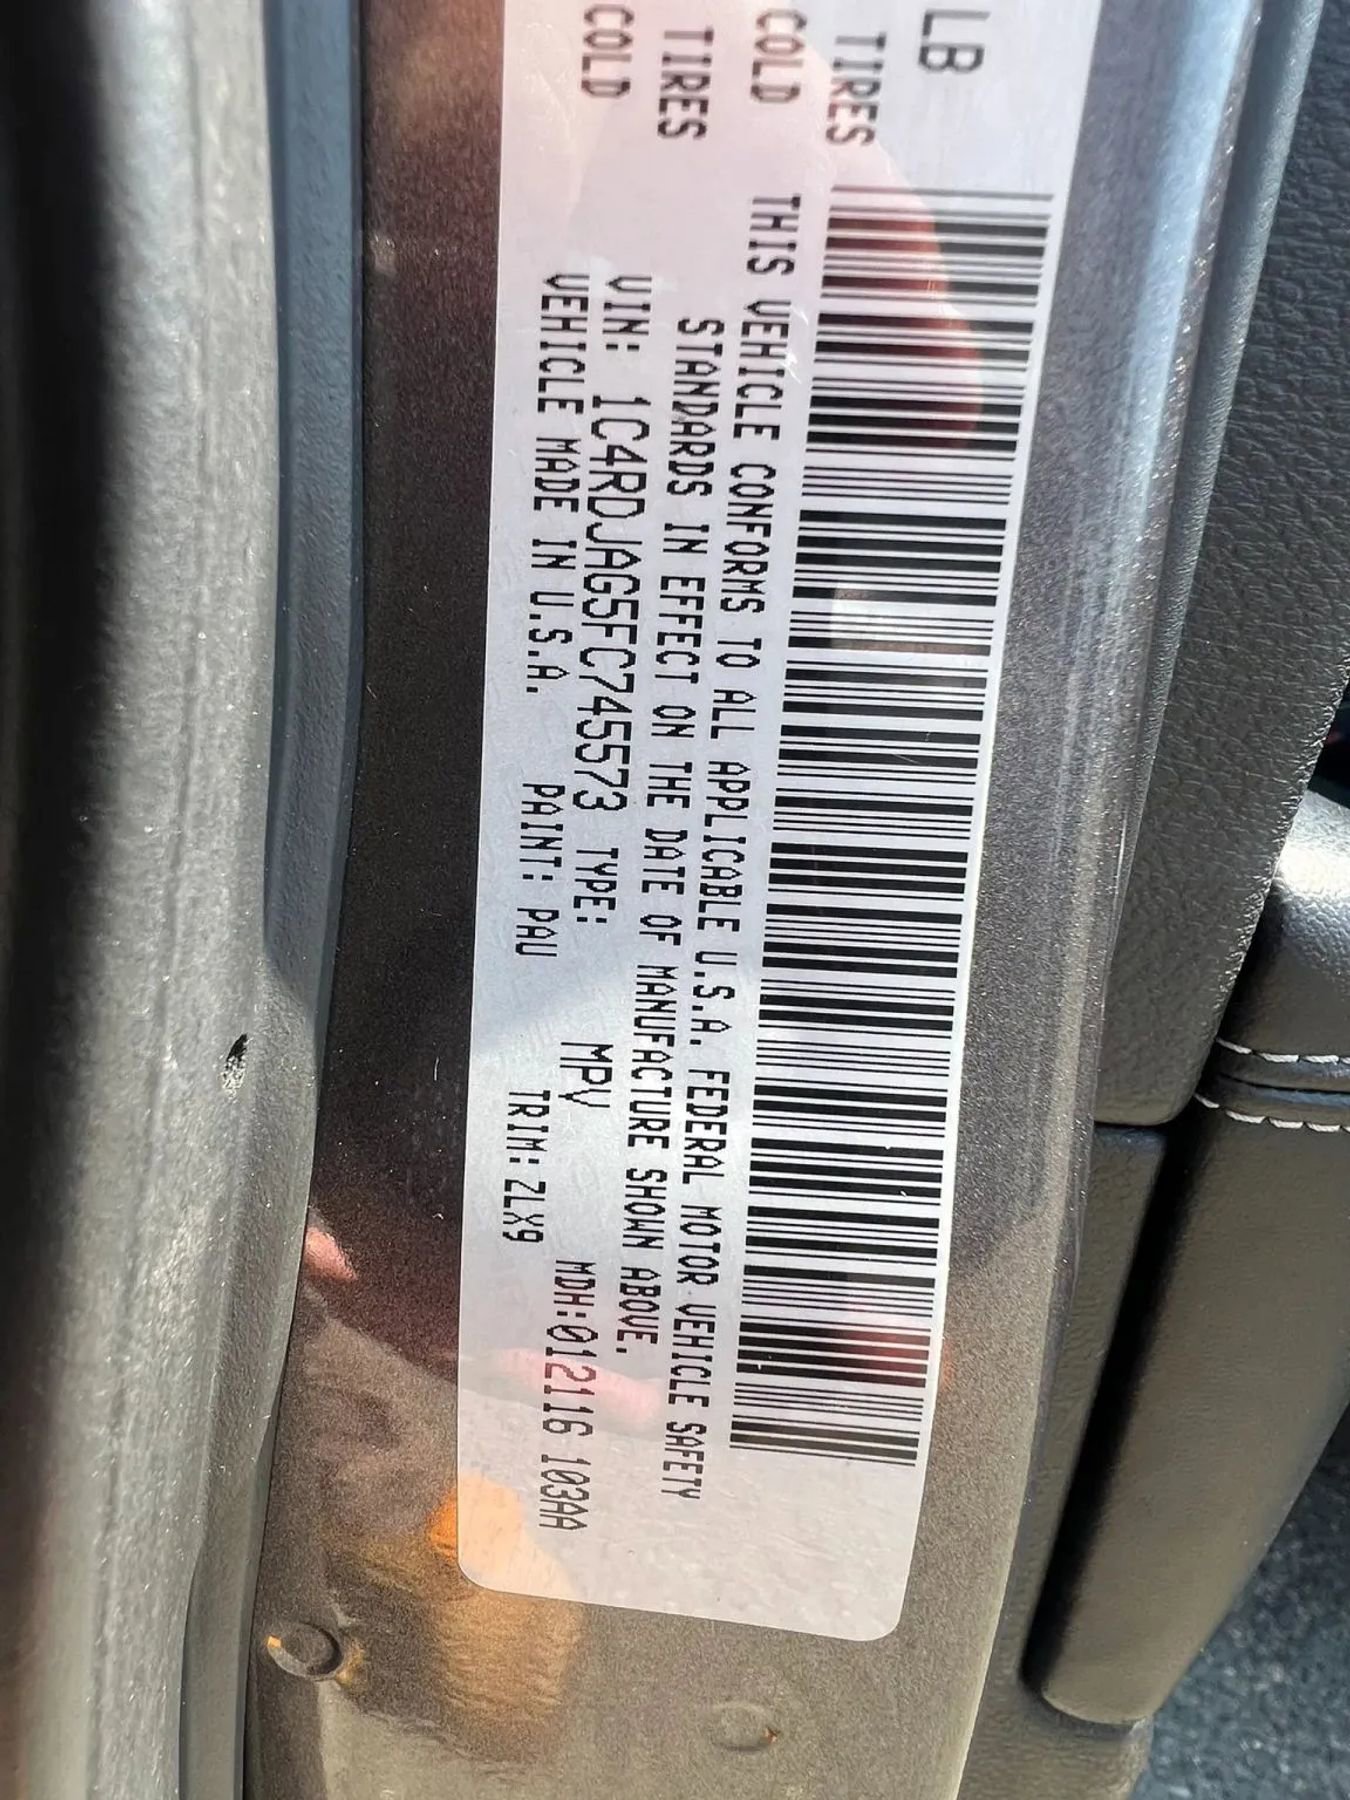 LB
TIRES COLD
TIRES COLD
THIS VEHICLE CONFORMS TO ALL APPLICABLE U.S.A. FEDERAL MOTOR VEHICLE SAFETY
STANDARDS IN EFFECT ON THE DATE OF MANUFACTURE SHOWN ABOVE.
VIN: 1C4RDJAG5FC745573 TYPE: MPV MDH:012116 103AA
VEHICLE MADE IN U.S.A. PAINT: PAU TRIM:ZLX9